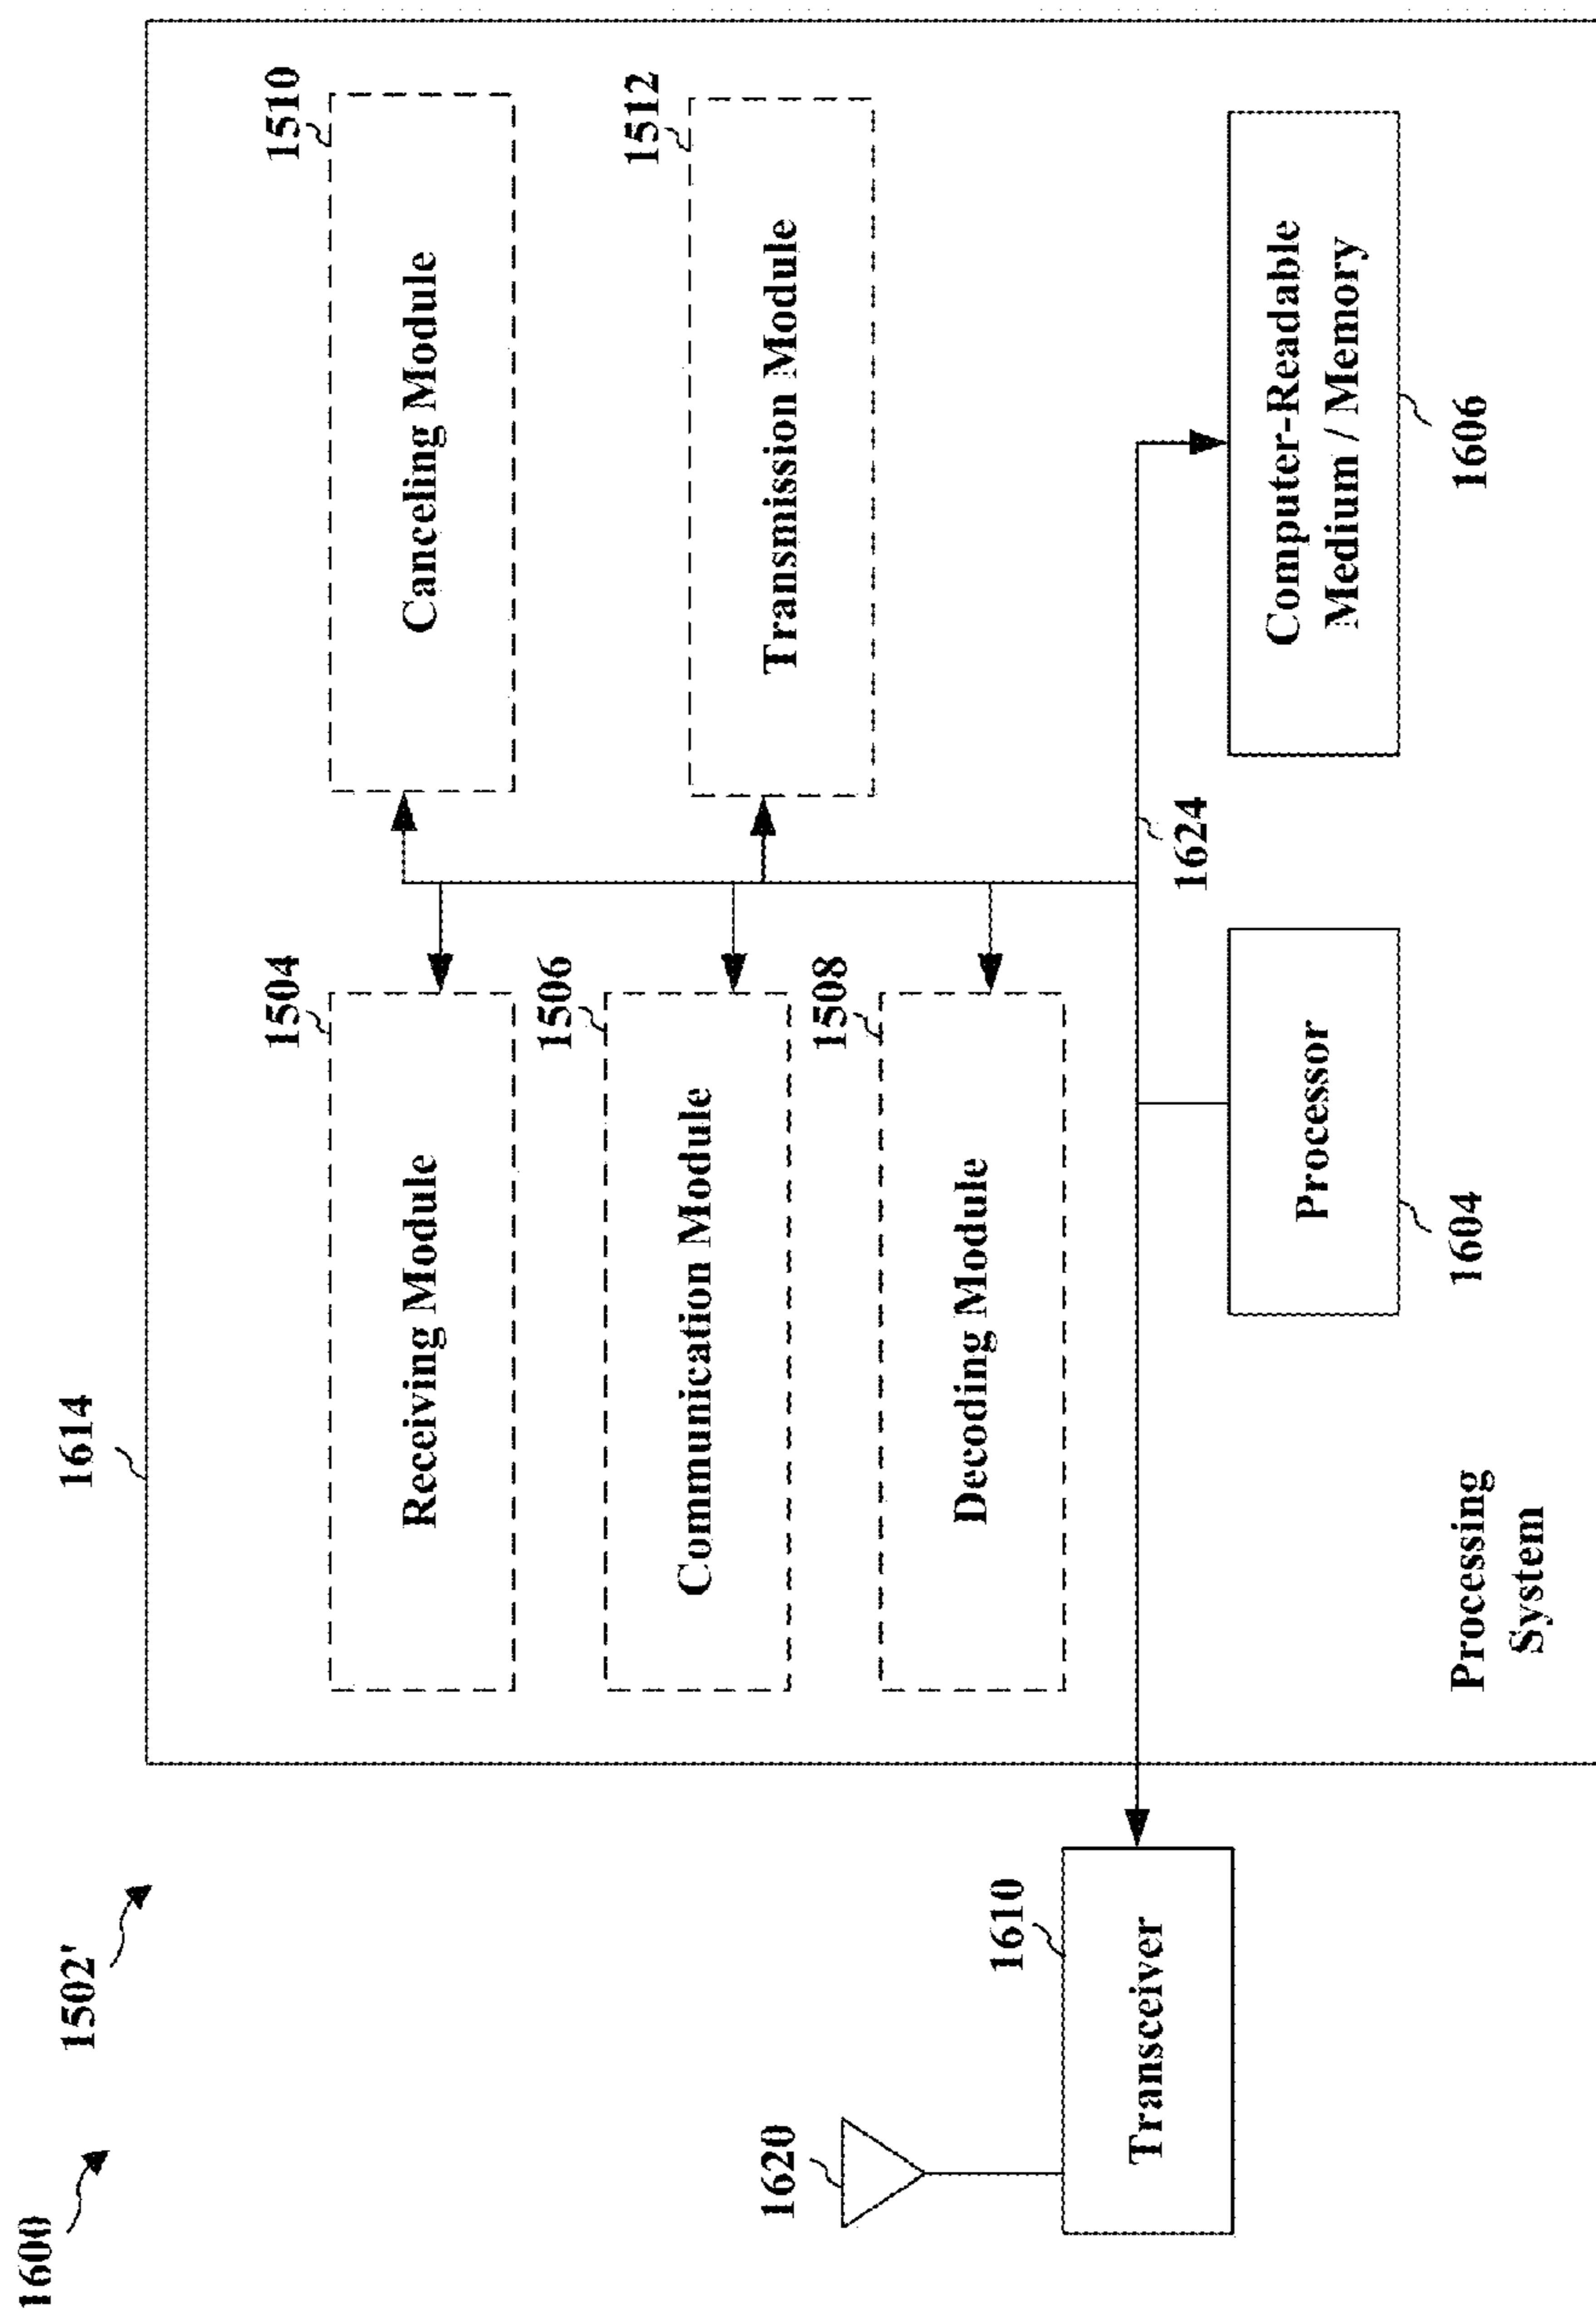 1600
1502'
1614
1504
Receiving Module
1510
Canceling Module
1506
Communication Module
1512
Transmission Module
1508
Decoding Module
1620
1610
Transceiver
1624
Processor
1604
Computer-Readable
Medium / Memory
1606
Processing
System